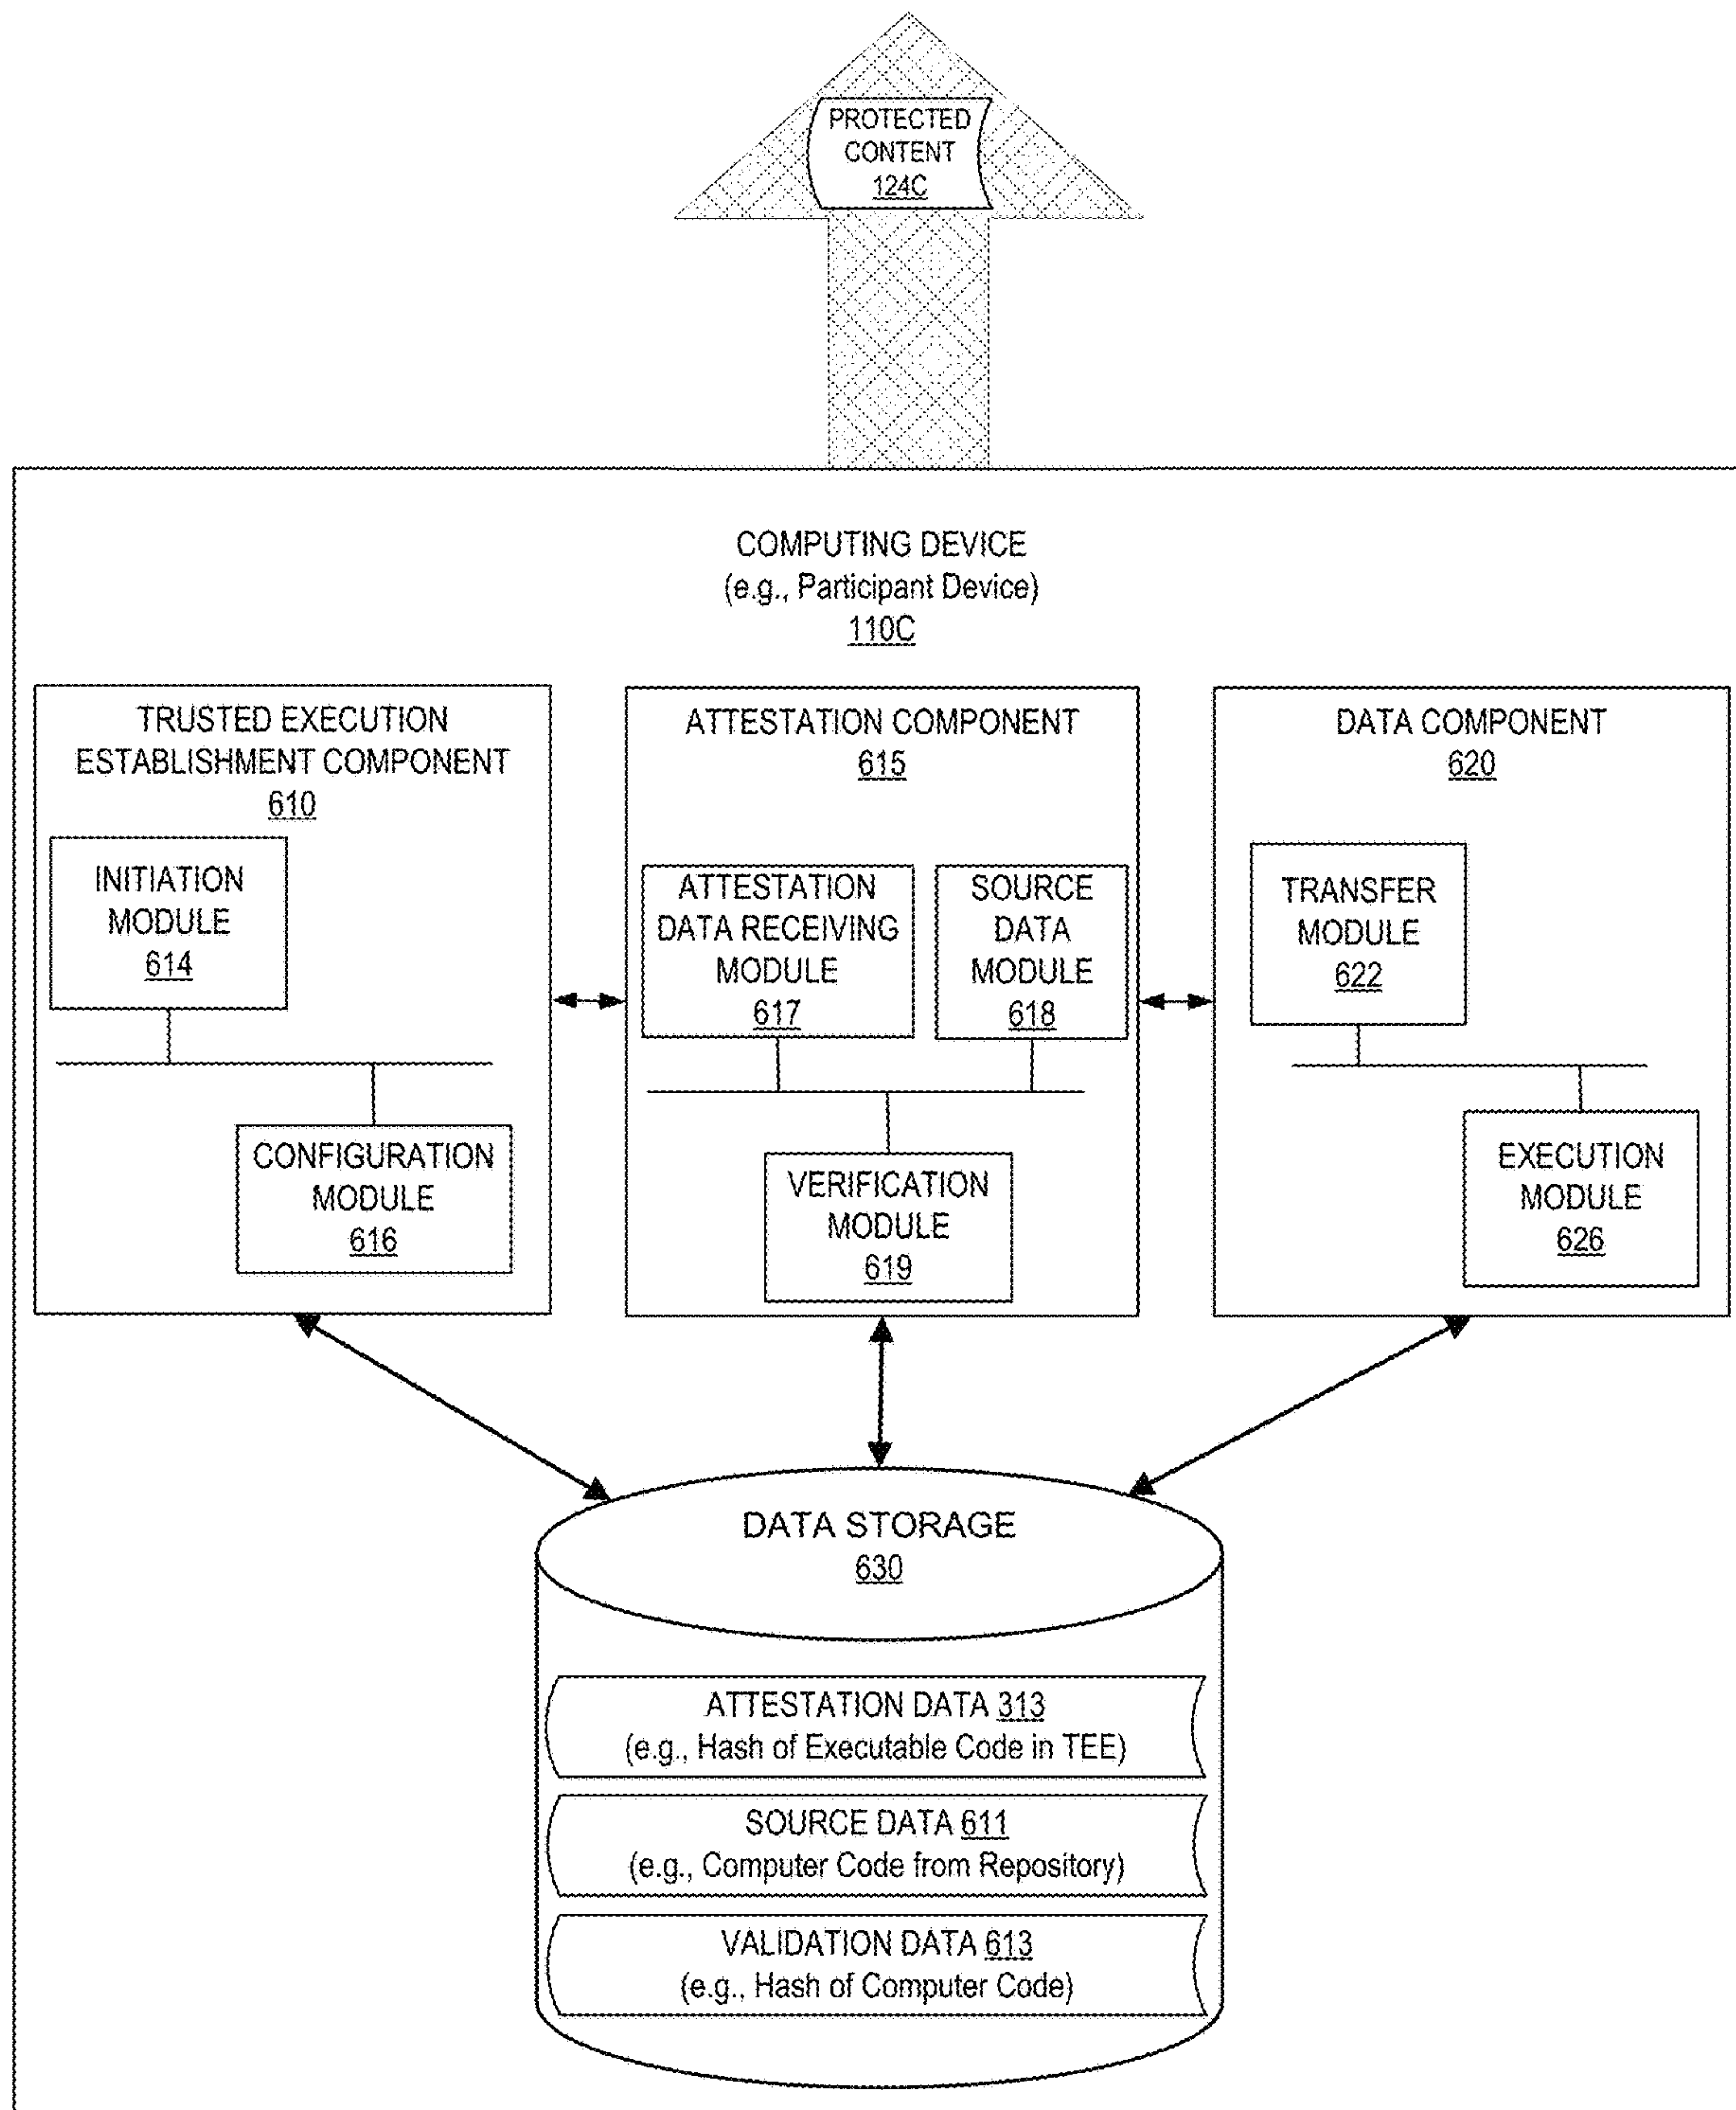 PROTECTED
CONTENT
124C
COMPUTING DEVICE
(e.g., Participant Device)
110C
TRUSTED EXECUTION
ESTABLISHMENT COMPONENT
610
INITIATION
MODULE
614
CONFIGURATION
MODULE
616
ATTESTATION COMPONENT
615
ATTESTATION
DATA RECEIVING
MODULE
617
SOURCE
DATA
MODULE
618
VERIFICATION
MODULE
619
DATA COMPONENT
620
TRANSFER
MODULE
622
EXECUTION
MODULE
626
DATA STORAGE
630
ATTESTATION DATA 313
(e.g., Hash of Executable Code in TEE)
SOURCE DATA 611
(e.g., Computer Code from Repository)
VALIDATION DATA 613
(e.g., Hash of Computer Code)